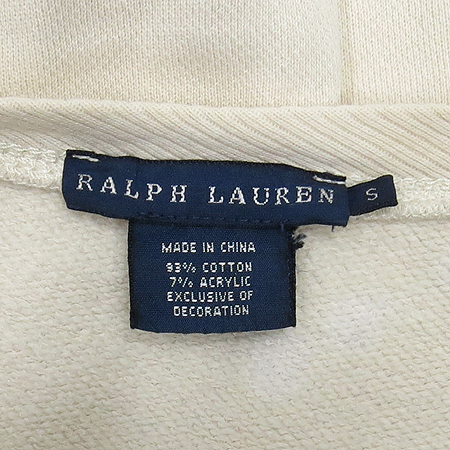 RALPH LAUREN S
MADE IN CHINA
93% COTTON
7% ACRYLIC
EXCLUSIVE OF
DECORATION